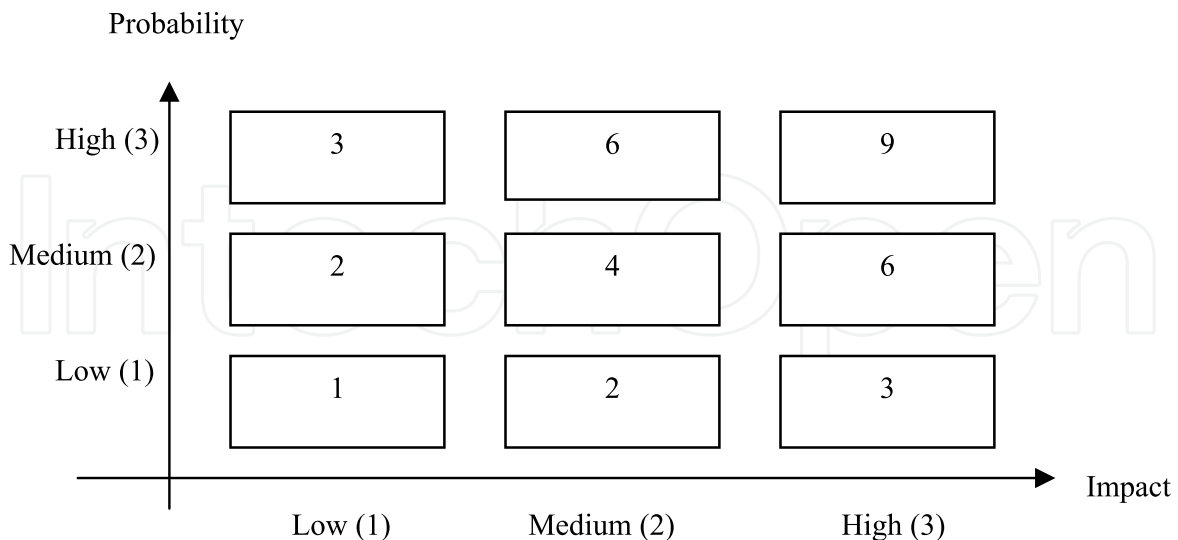 Probability
High (3)
3 6 9
IntechOpen
Medium (2)
2 4 6
Low (1)
1 2 3
Impact
Low (1) Medium (2) High (3)